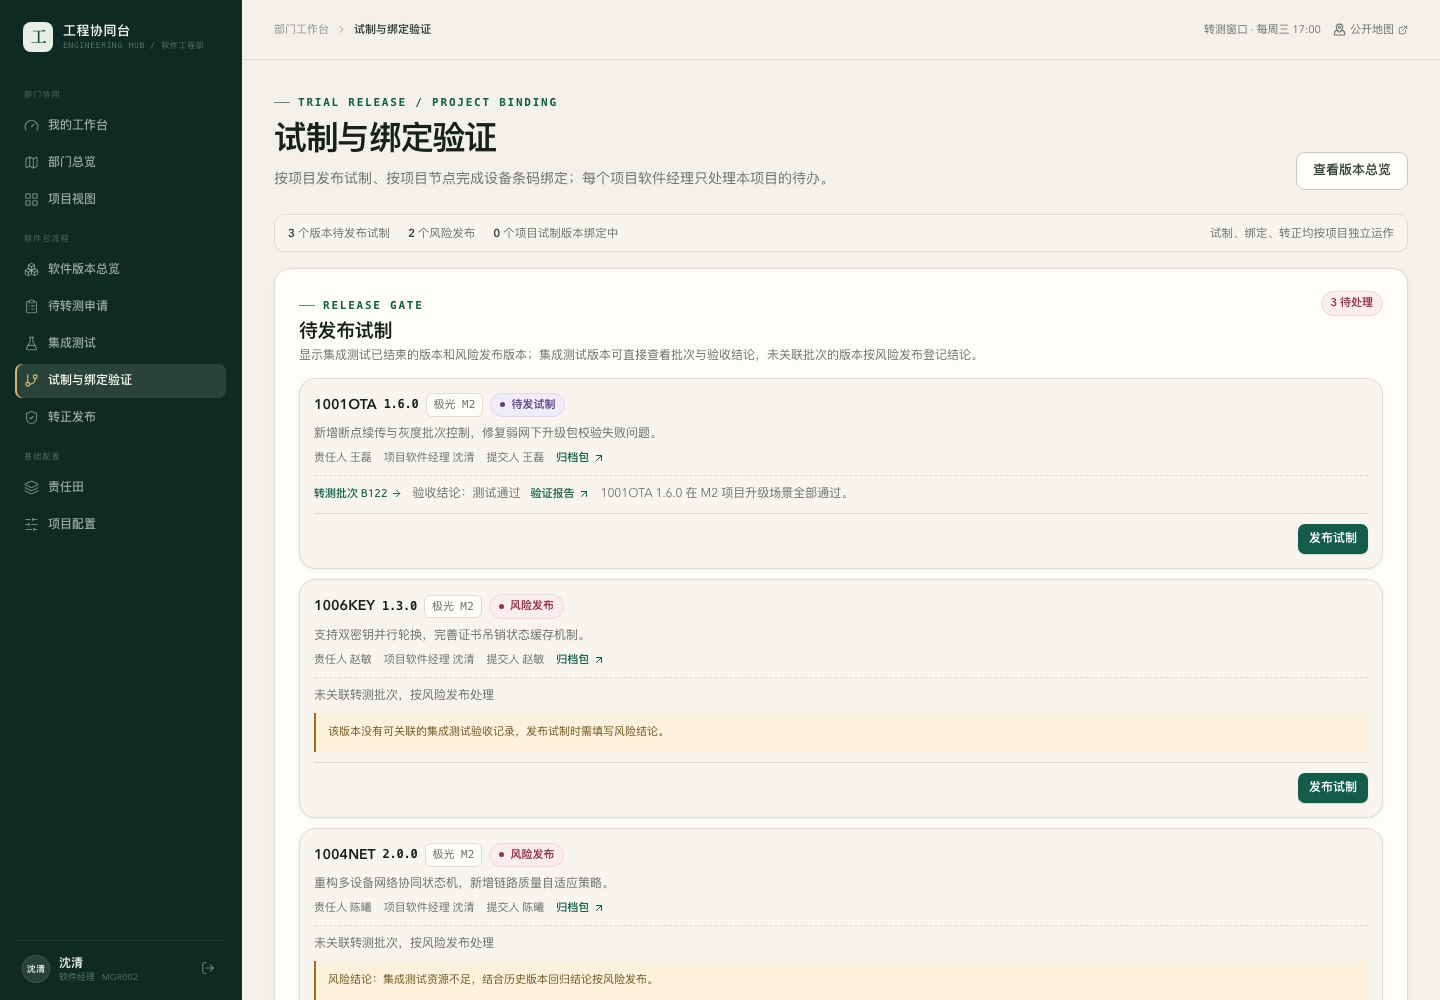 工
工程协同台
ENGINEERING HUB / 软件工程部
部门协同
我的工作台
部门总览
项目视图
软件包流程
软件版本总览
待转测申请
集成测试
试制与绑定验证
转正发布
基础配置
责任田
项目配置
沈清
沈清
软件经理 · MGR002
部门工作台
试制与绑定验证
转测窗口 · 每周三 17:00
公开地图
TRIAL RELEASE / PROJECT BINDING
试制与绑定验证
按项目发布试制、按项目节点完成设备条码绑定；每个项目软件经理只处理本项目的待办。
查看版本总览
3 个版本待发布试制 2 个风险发布 0 个项目试制版本绑定中
试制、绑定、转正均按项目独立运作
RELEASE GATE
3 待处理
待发布试制
显示集成测试已结束的版本和风险发布版本；集成测试版本可直接查看批次与验收结论，未关联批次的版本按风险发布登记结论。
1001OTA 1.6.0 极光 M2 待发试制
新增断点续传与灰度批次控制，修复弱网下升级包校验失败问题。
责任人 王磊 项目软件经理 沈清 提交人 王磊 归档包
转测批次 B122 验收结论：测试通过 验证报告 1001OTA 1.6.0 在 M2 项目升级场景全部通过。
发布试制
1006KEY 1.3.0 极光 M2 风险发布
支持双密钥并行轮换，完善证书吊销状态缓存机制。
责任人 赵敏 项目软件经理 沈清 提交人 赵敏 归档包
未关联转测批次，按风险发布处理
该版本没有可关联的集成测试验收记录，发布试制时需填写风险结论。
发布试制
1004NET 2.0.0 极光 M2 风险发布
重构多设备网络协同状态机，新增链路质量自适应策略。
责任人 陈曦 项目软件经理 沈清 提交人 陈曦 归档包
未关联转测批次，按风险发布处理
风险结论：集成测试资源不足，结合历史版本回归结论按风险发布。